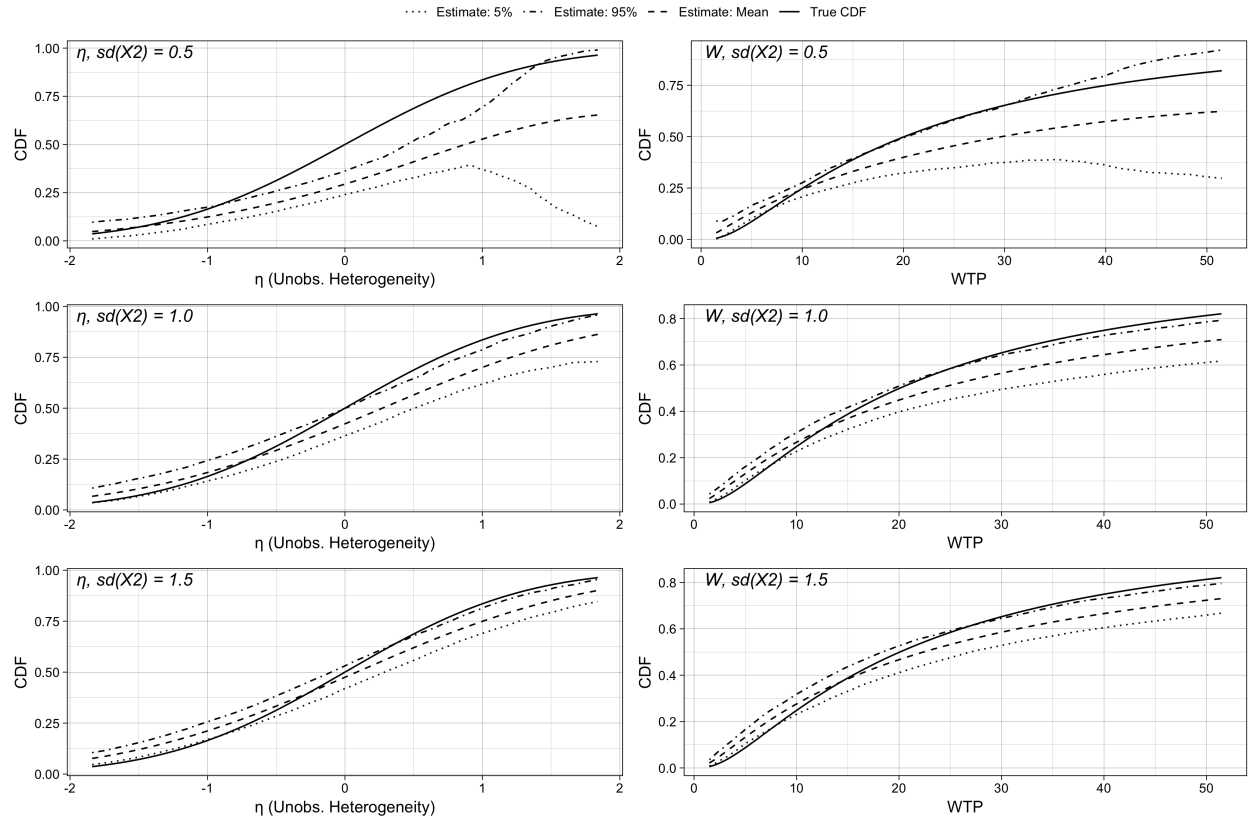 Estimate: 5% Estimate: 95% Estimate: Mean True CDF
η, sd(X2) = 0.5
CDF
1.00
0.75
0.50
0.25
0.00
-2 -1 0 1 2
η (Unobs. Heterogeneity)
W, sd(X2) = 0.5
CDF
0.75
0.50
0.25
0.00
0 10 20 30 40 50
WTP
η, sd(X2) = 1.0
CDF
1.00
0.75
0.50
0.25
0.00
-2 -1 0 1 2
η (Unobs. Heterogeneity)
W, sd(X2) = 1.0
CDF
0.8
0.6
0.4
0.2
0.0
0 10 20 30 40 50
WTP
η, sd(X2) = 1.5
CDF
1.00
0.75
0.50
0.25
0.00
-2 -1 0 1 2
η (Unobs. Heterogeneity)
W, sd(X2) = 1.5
CDF
0.8
0.6
0.4
0.2
0.0
0 10 20 30 40 50
WTP